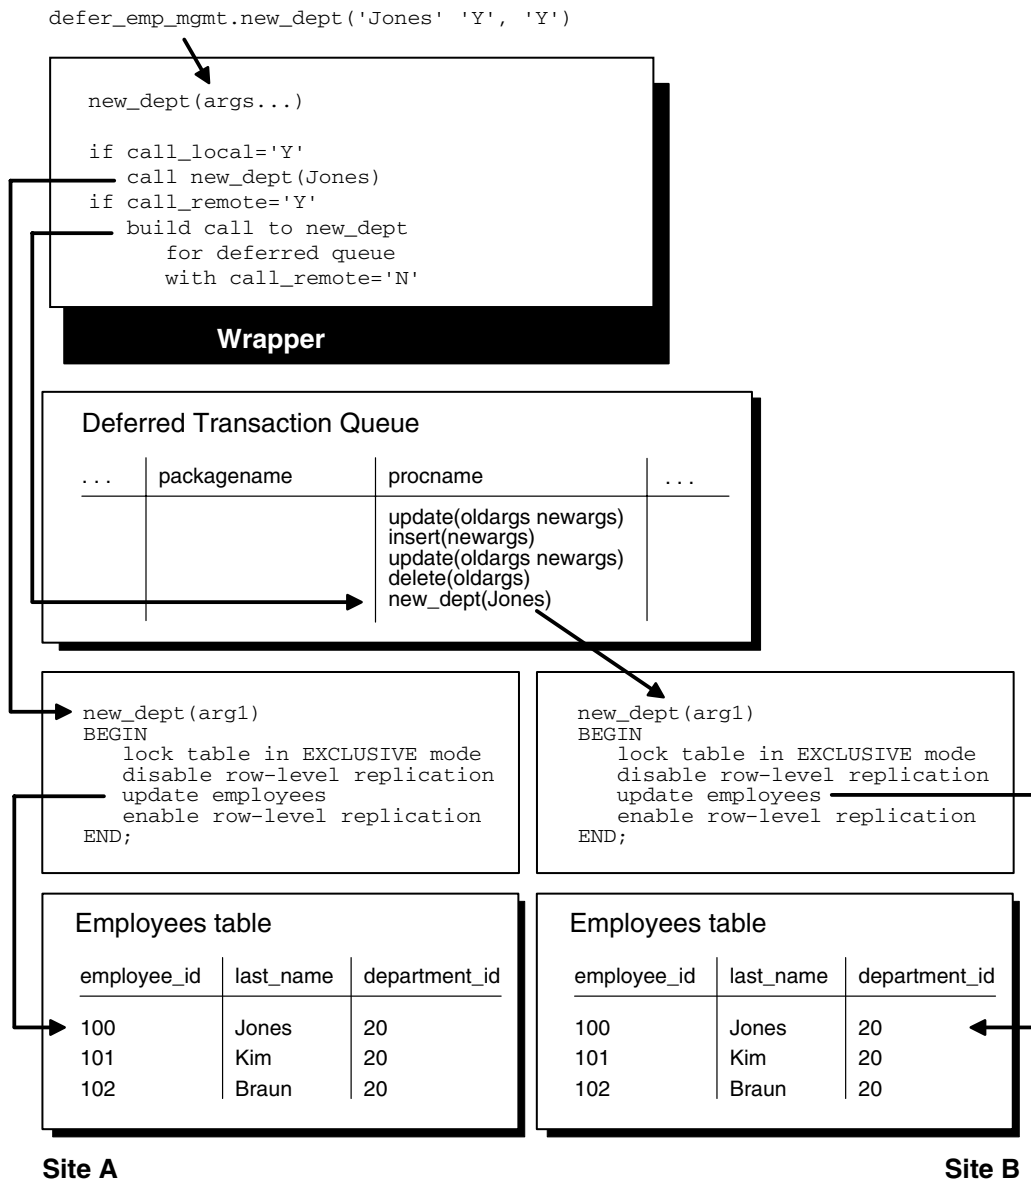 defer_emp_mgmt.new_dept('Jones' 'Y', 'Y')
new_dept(args...)
if call_local='Y'
call new_dept(Jones)
if call_remote='Y'
build call to new_dept
for deferred queue
with call_remote='N'
Wrapper
Deferred Transaction Queue
... packagename procname ...
update(oldargs newargs)
insert(newargs)
update(oldargs newargs)
delete(oldargs)
new_dept(Jones)
new_dept(arg1)
BEGIN
lock table in EXCLUSIVE mode
disable row-level replication
update employees
enable row-level replication
END;
new_dept(arg1)
BEGIN
lock table in EXCLUSIVE mode
disable row-level replication
update employees
enable row-level replication
END;
Employees table
employee_id last_name department_id
100 Jones 20
101 Kim 20
102 Braun 20
Employees table
employee_id last_name department_id
100 Jones 20
101 Kim 20
102 Braun 20
Site A
Site B